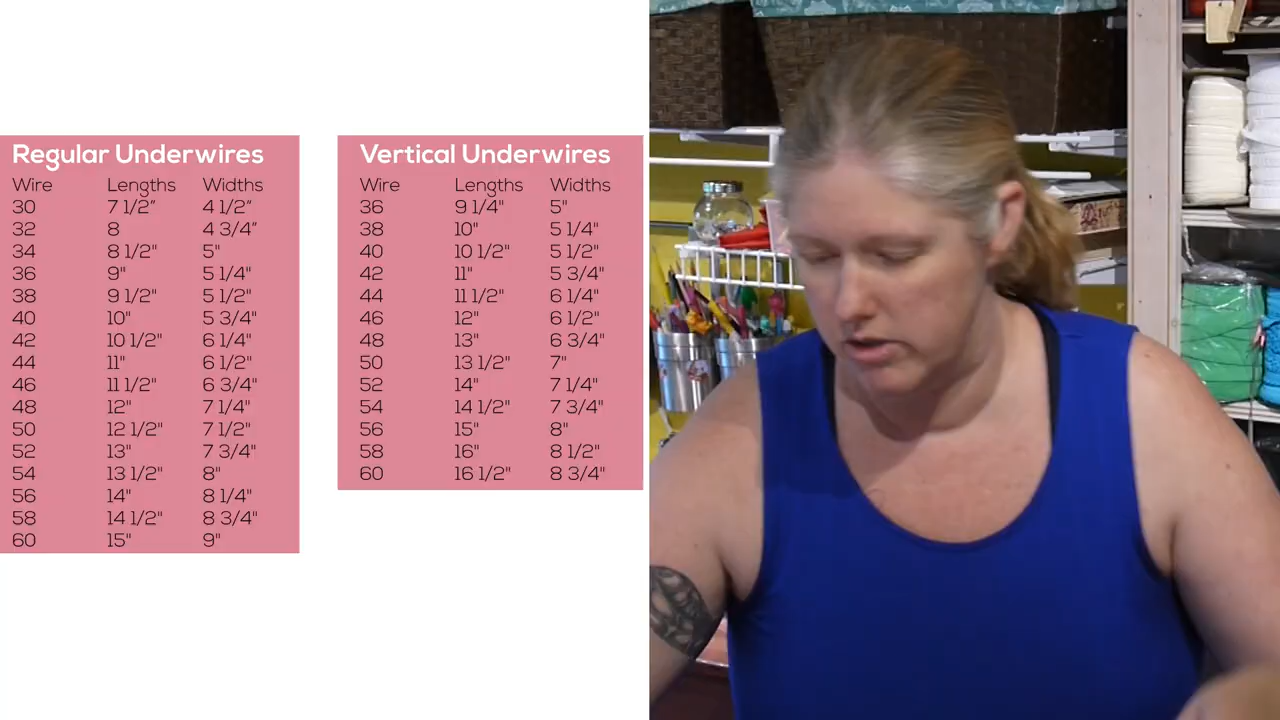 Regular Underwires
Wire Lengths Widths
30 7 1/2" 4 1/2"
32 8 4 3/4"
34 8 1/2" 5"
36 9" 5 1/4"
38 9 1/2" 5 1/2"
40 10" 5 3/4"
42 10 1/2" 6 1/4"
44 11" 6 1/2"
46 11 1/2" 6 3/4"
48 12" 7 1/4"
50 12 1/2" 7 1/2"
52 13" 7 3/4"
54 13 1/2" 8"
56 14" 8 1/4"
58 14 1/2" 8 3/4"
60 15" 9"
Vertical Underwires
Wire Lengths Widths
36 9 1/4" 5"
38 10" 5 1/4"
40 10 1/2" 5 1/2"
42 11" 5 3/4"
44 11 1/2" 6 1/4"
46 12" 6 1/2"
48 13" 6 3/4"
50 13 1/2" 7"
52 14" 7 1/4"
54 14 1/2" 7 3/4"
56 15" 8"
58 16" 8 1/2"
60 16 1/2" 8 3/4"